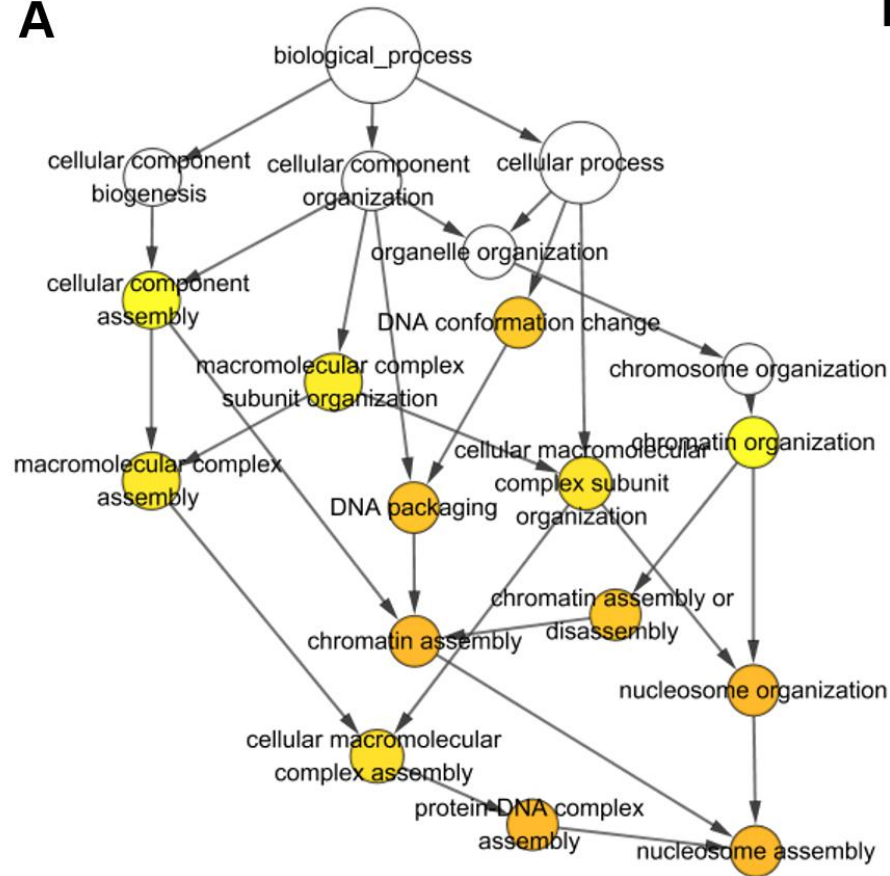 A
biological_process
cellular component
biogenesis
cellular component
organization
cellular process
organelle organization
cellular component
assembly
DNA conformation change
macromolecular complex
subunit organization
chromosome organization
chromatin organization
macromolecular complex
assembly
DNA packaging
cellular macromolecular
complex subunit
organization
chromatin assembly or
disassembly
chromatin assembly
nucleosome organization
cellular macromolecular
complex assembly
protein-DNA complex
assembly
nucleosome assembly